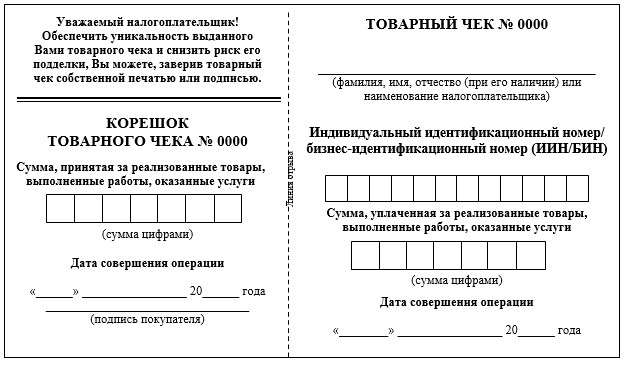 Уважаемый налогоплательщик!
Обеспечить уникальность выданного
Вами товарного чека и снизить риск его
подделки, Вы можете, заверив товарный
чек собственной печатью или подписью.
КОРЕШОК
ТОВАРНОГО ЧЕКА № 0000
Сумма, принятая за реализованные товары,
выполненные работы, оказанные услуги
(сумма цифрами)
Дата совершения операции
«______» _________________ 20______ года
(подпись покупателя)
Линия отрыва
ТОВАРНЫЙ ЧЕК № 0000
(фамилия, имя, отчество (при его наличии) или
наименование налогоплательщика)
Индивидуальный идентификационный номер/
бизнес-идентификационный номер (ИИН/БИН)
Сумма, уплаченная за реализованные товары,
выполненные работы, оказанные услуги
(сумма цифрами)
Дата совершения операции
«________» _________________ 20______ года